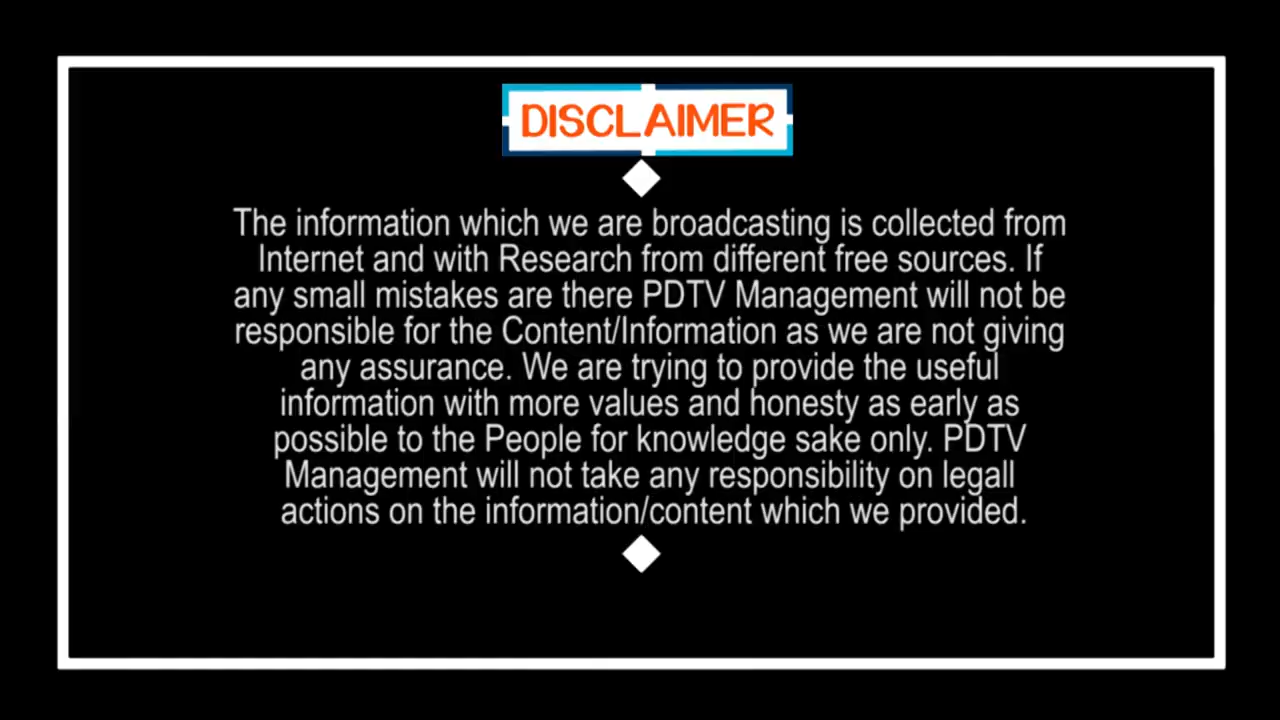 DISCLAIMER
The information which we are broadcasting is collected from
Internet and with Research from different free sources. If
any small mistakes are there PDTV Management will not be
responsible for the Content/Information as we are not giving
any assurance. We are trying to provide the useful
information with more values and honesty as early as
possible to the People for knowledge sake only. PDTV
Management will not take any responsibility on legall
actions on the information/content which we provided.